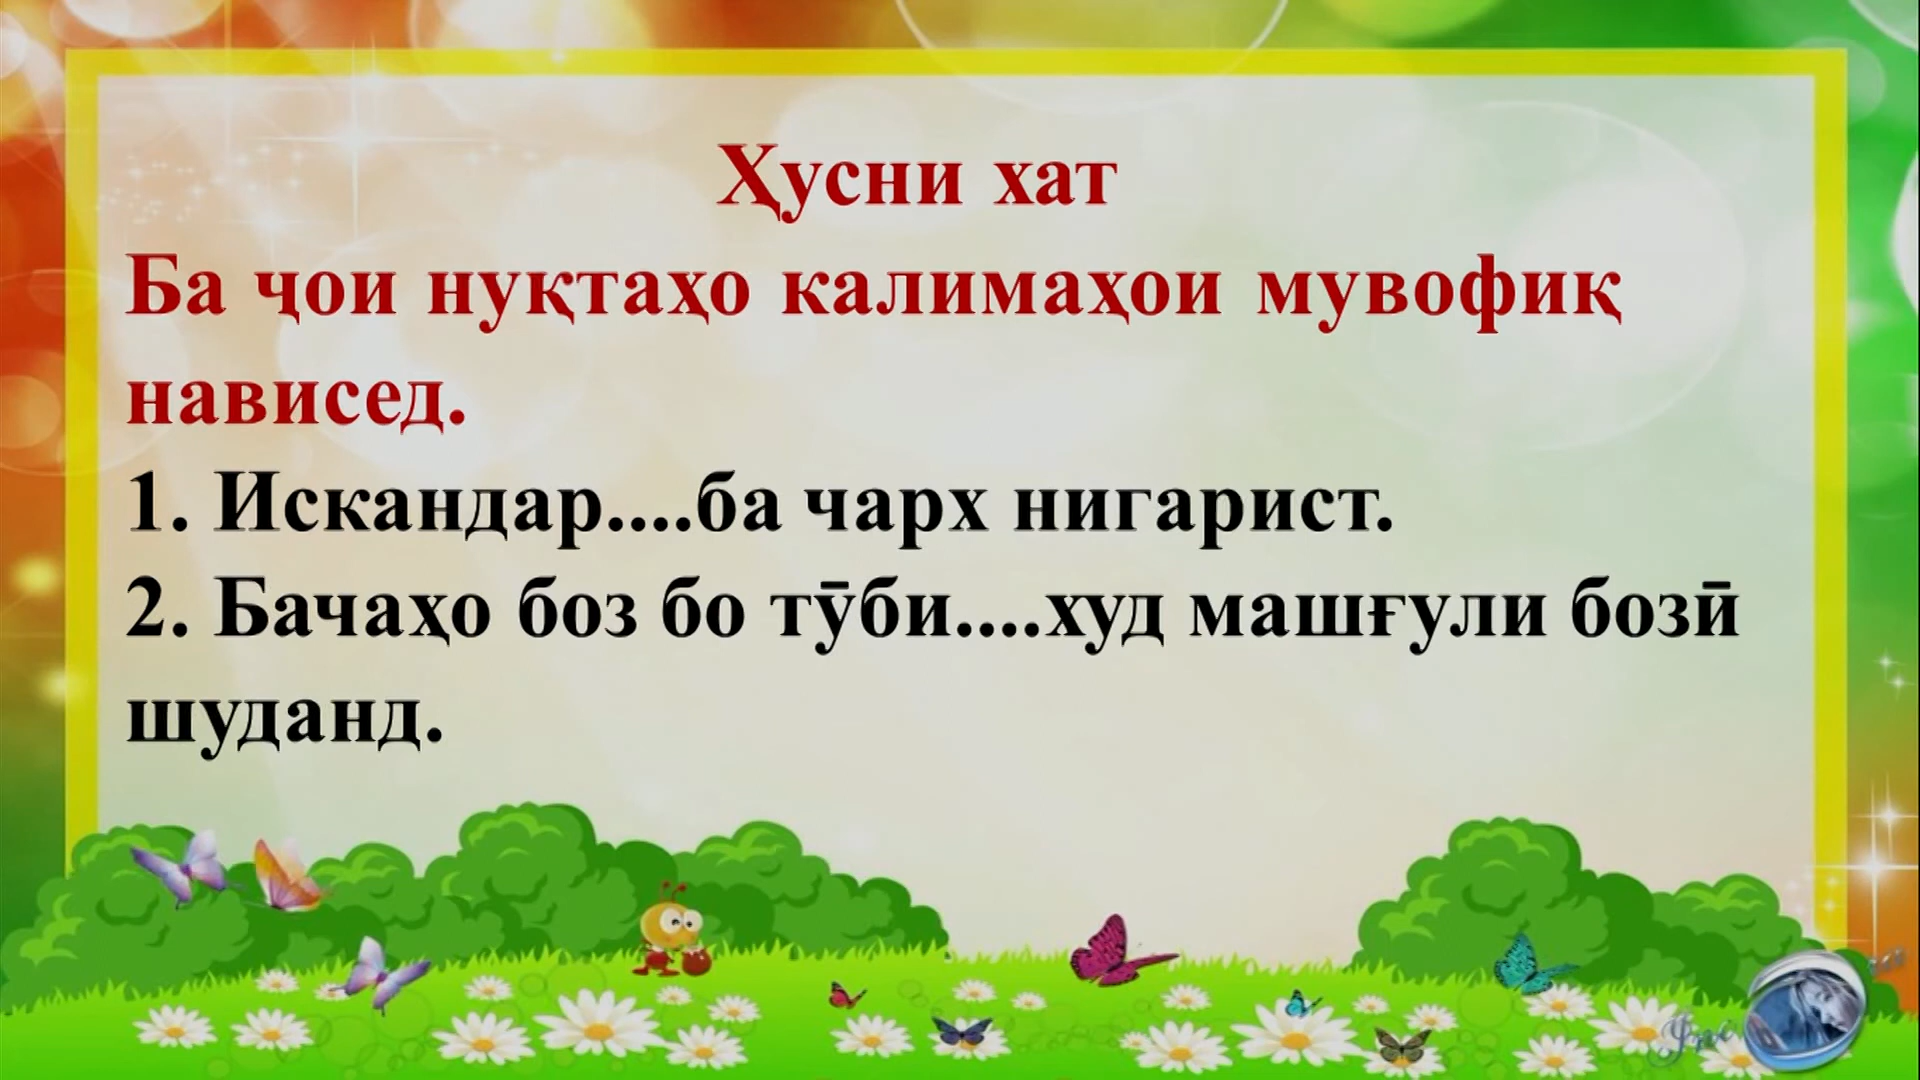 Ҳусни хат
Ба ҷои нуқтаҳо калимаҳои мувофиқ
нависед.
1. Искандар....ба чарх нигарист.
2. Бачаҳо боз бо тӯби....худ машғули бозӣ
шуданд.